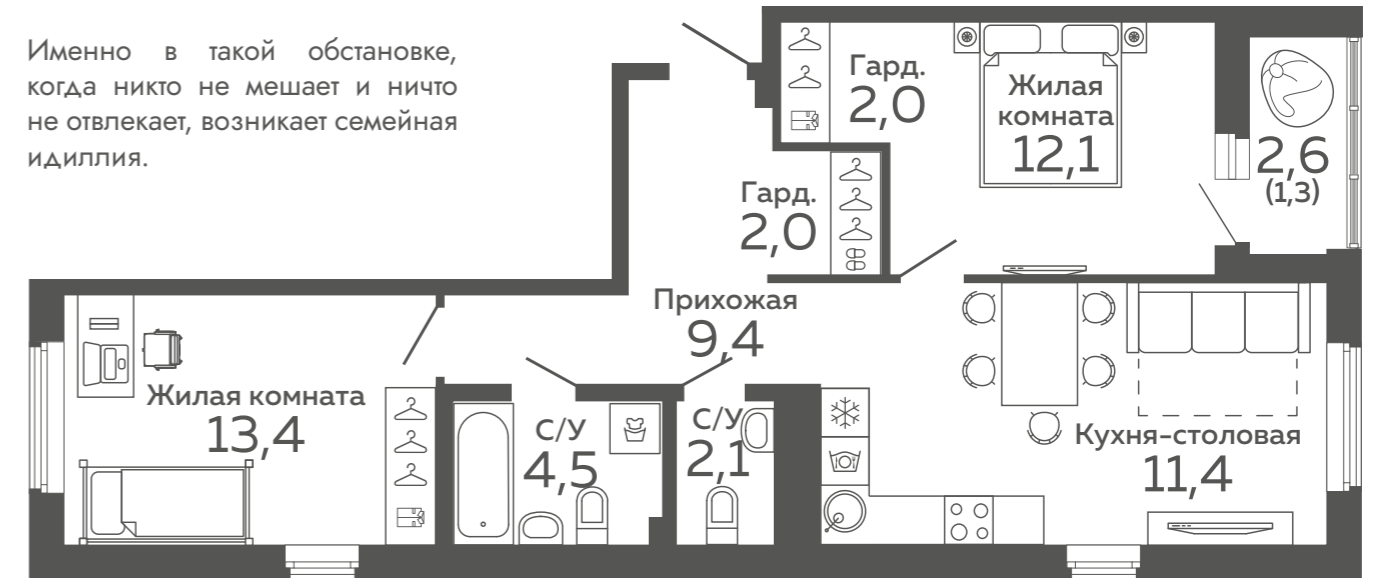 Именно в такой обстановке,
когда никто не мешает и ничто
не отвлекает, возникает семейная
идиллия.
Гард.
2,0
Жилая
комната
12,1
2,6
(1,3)
Гард.
2,0
Прихожая
9,4
Жилая комната
13,4
С/У
4,5
С/У
2,1
Кухня-столовая
11,4